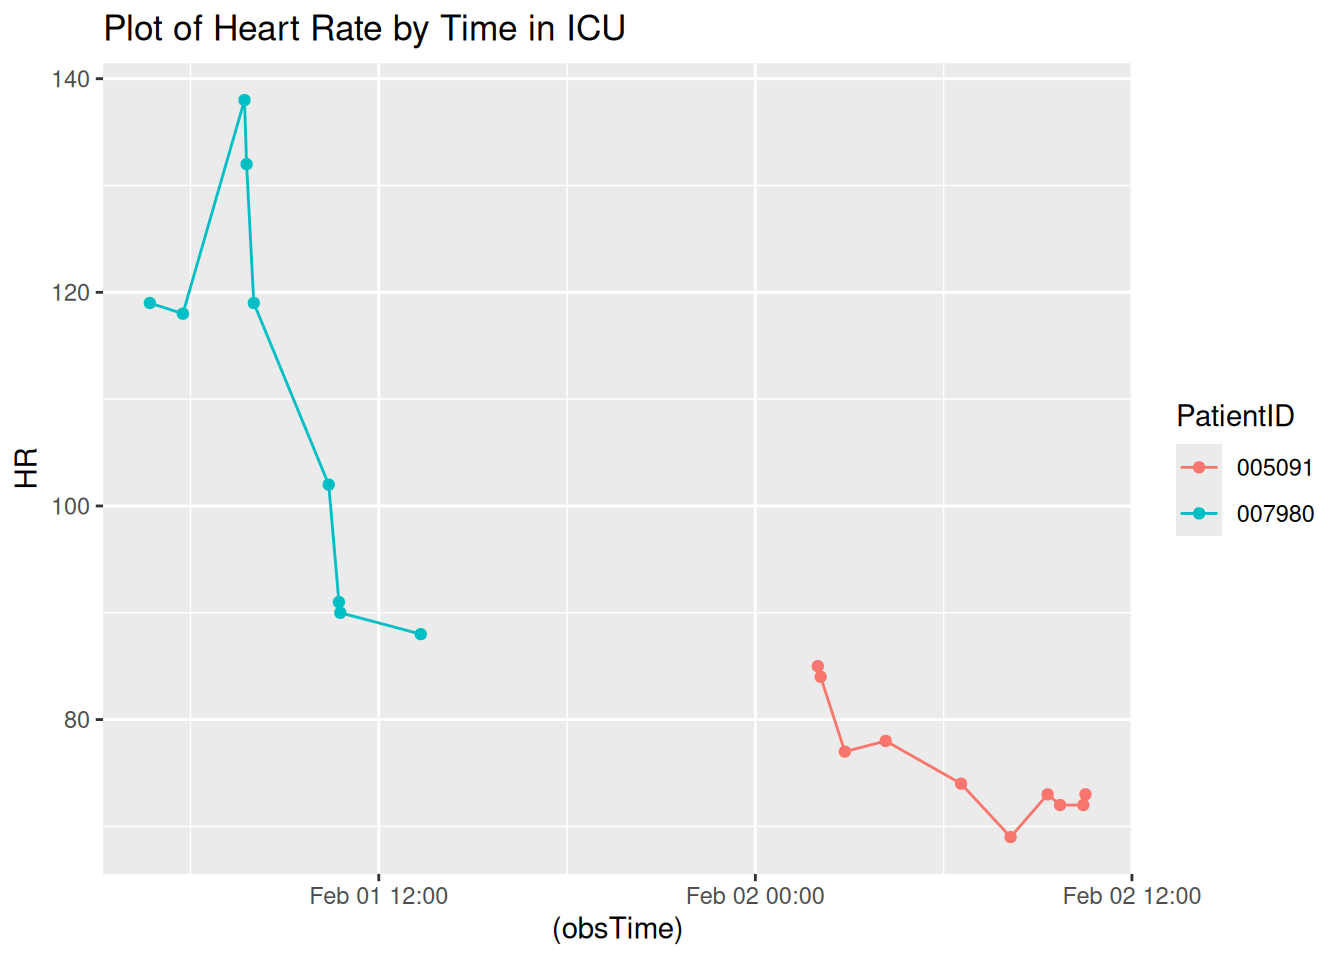 Plot of Heart Rate by Time in ICU
140
120
100
80
HR
Feb 01 12:00
Feb 02 00:00
Feb 02 12:00
(obsTime)
PatientID
005091
007980